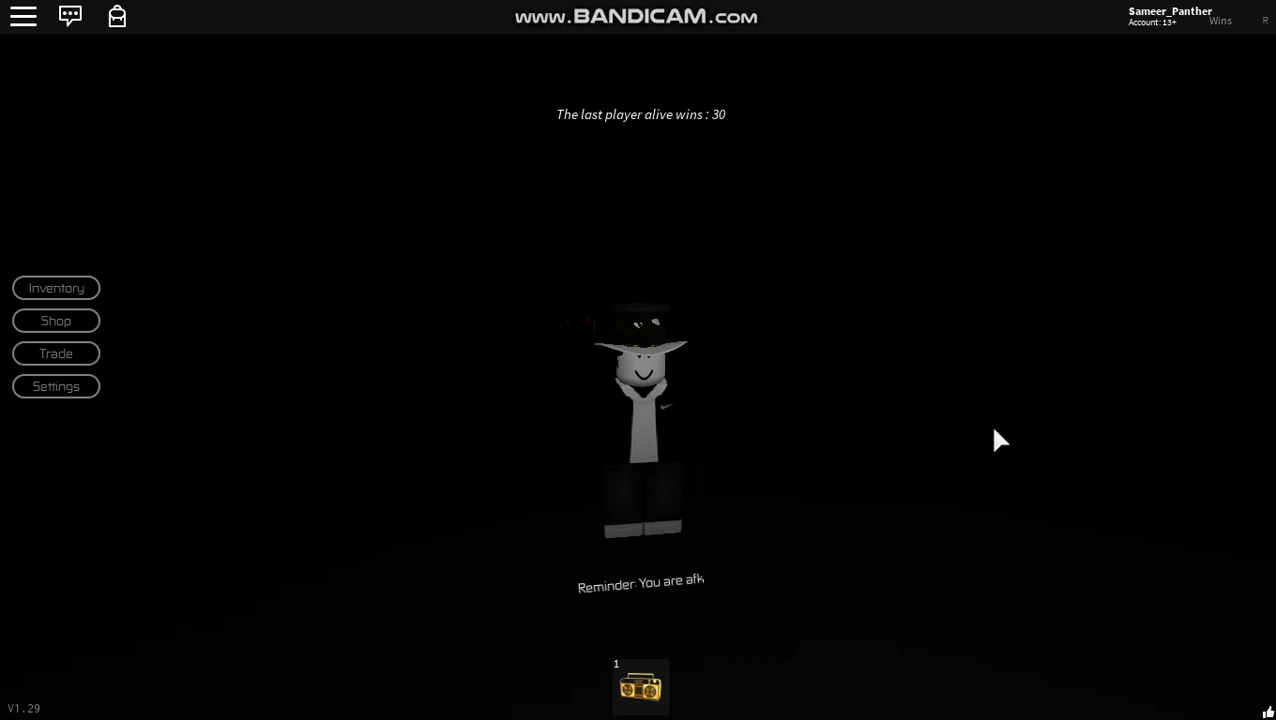 www.BANDICAM.com
Sameer_Panther
Account: 13+
Wins
R
The last player alive wins : 30
Inventory
Shop
Trade
Settings
Reminder: You are afk
1
V1.29